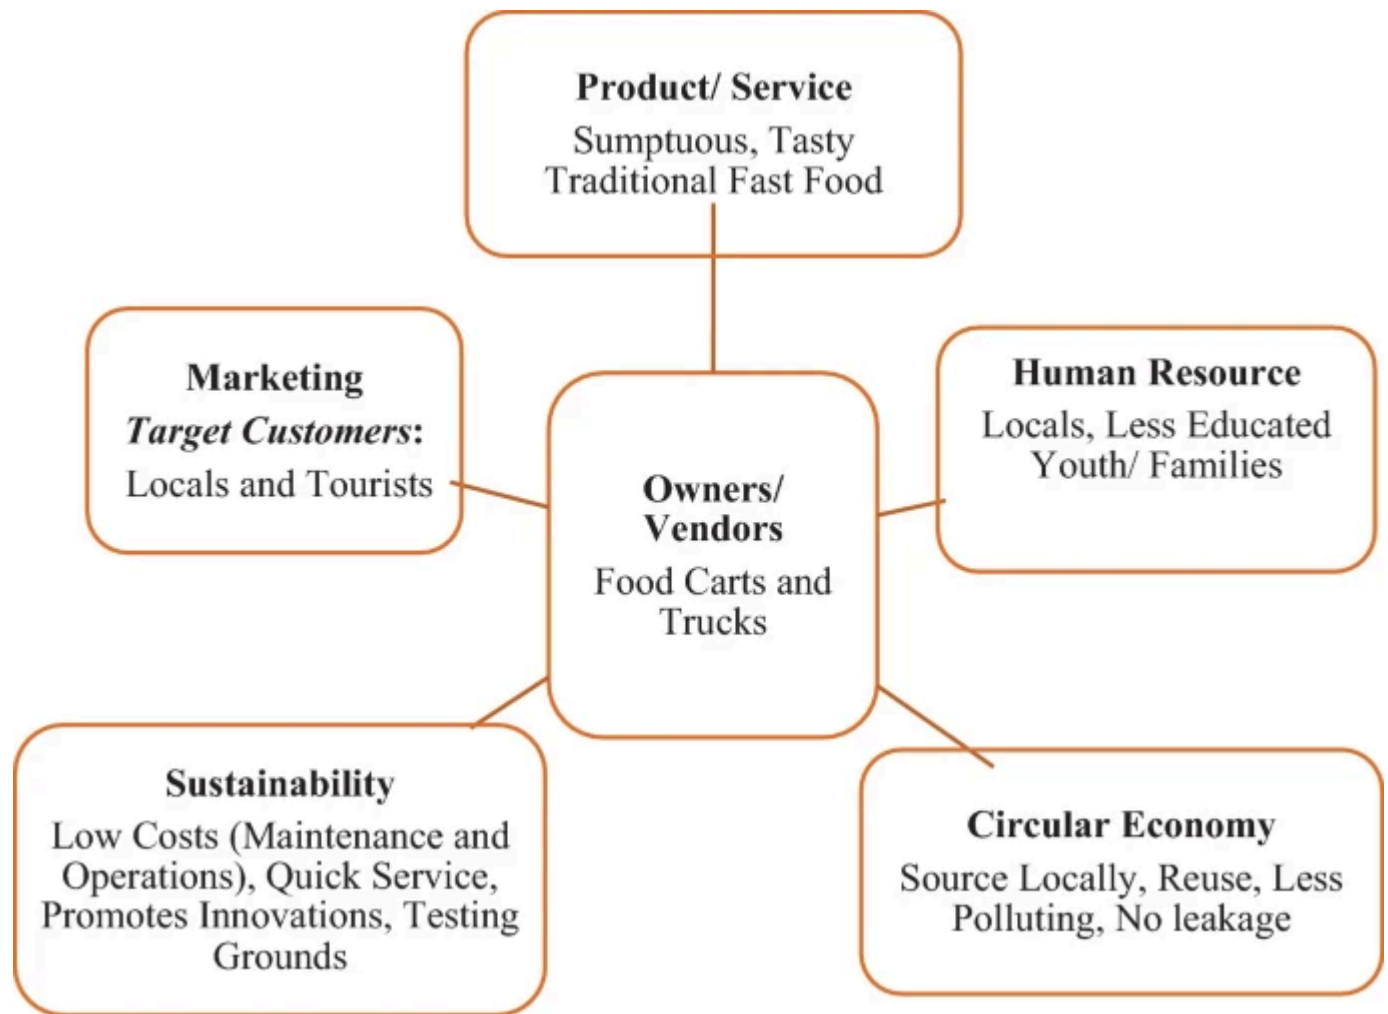 Product/ Service
Sumptuous, Tasty
Traditional Fast Food
Marketing
Target Customers:
Locals and Tourists
Human Resource
Locals, Less Educated
Youth/ Families
Owners/
Vendors
Food Carts and
Trucks
Sustainability
Low Costs (Maintenance and
Operations), Quick Service,
Promotes Innovations, Testing
Grounds
Circular Economy
Source Locally, Reuse, Less
Polluting, No leakage